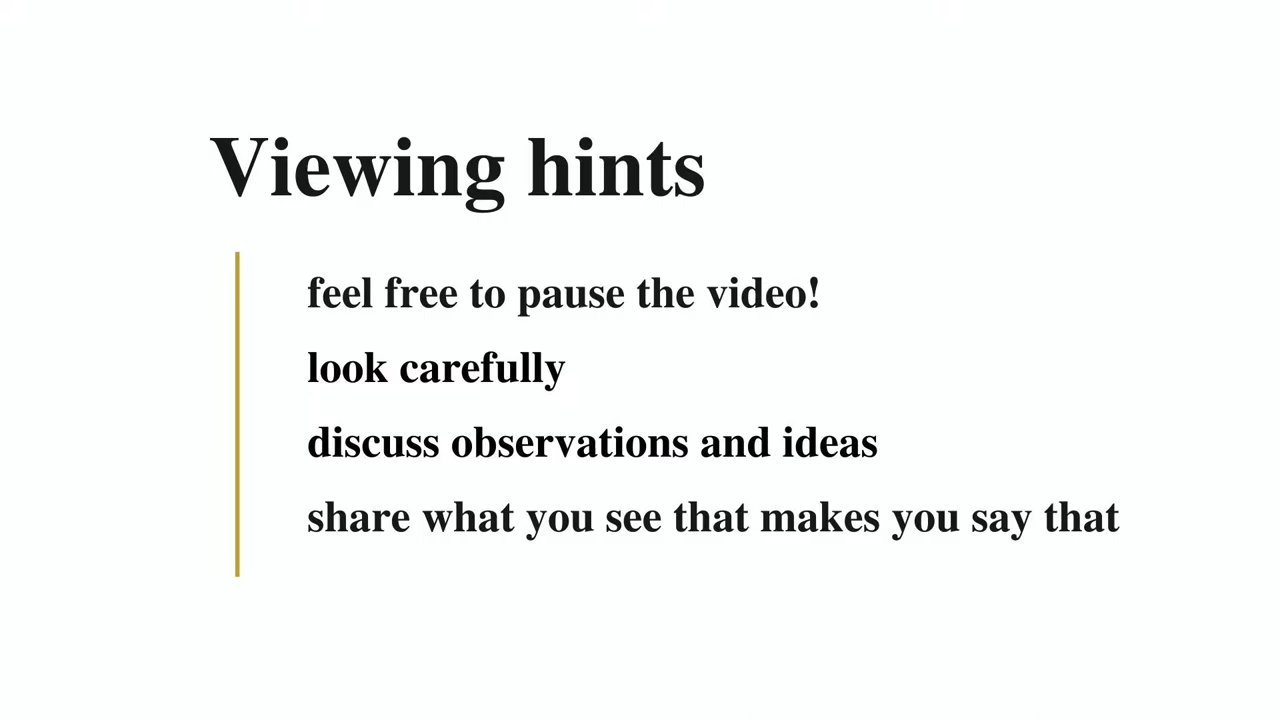 Viewing hints
feel free to pause the video!
look carefully
discuss observations and ideas
share what you see that makes you say that